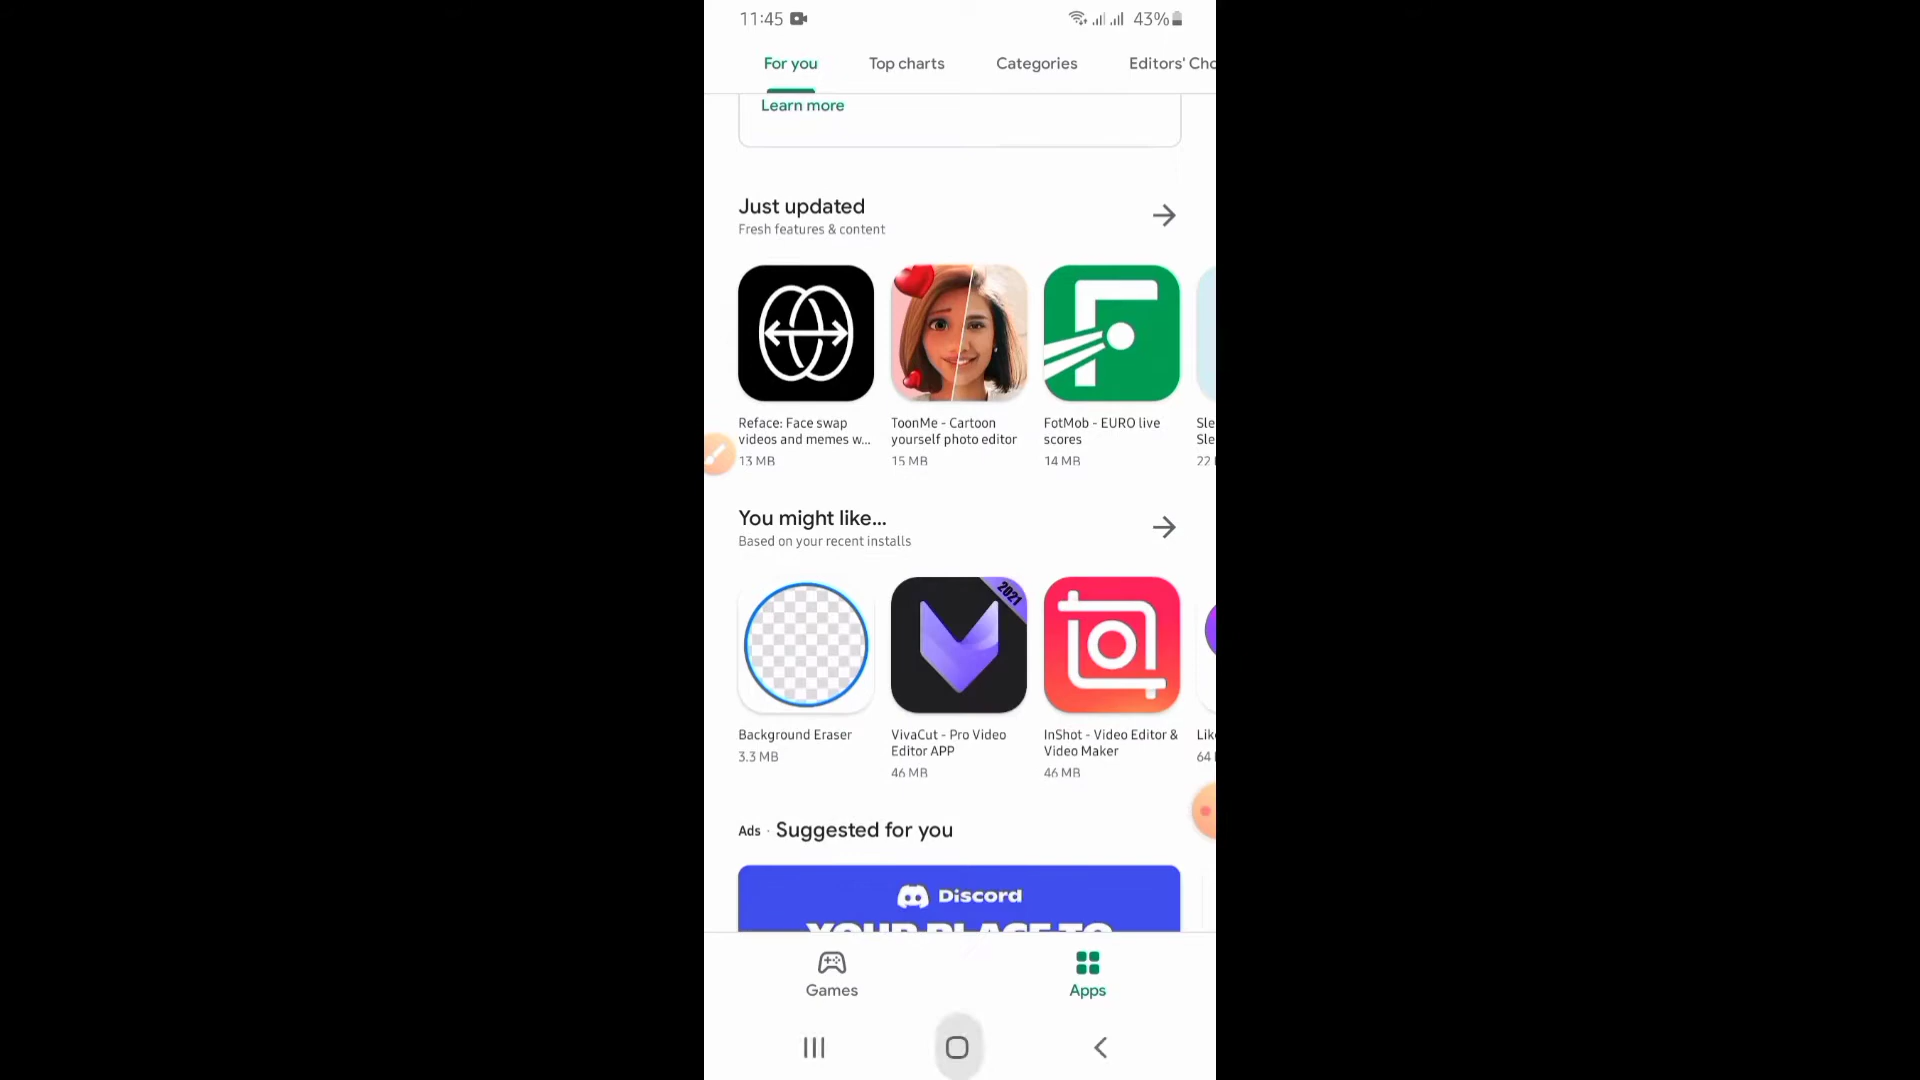 11:45
43%
For you
Top charts
Categories
Editors' Cho
Learn more
Just updated
Fresh features & content
Reface: Face swap
videos and memes w...
13 MB
ToonMe - Cartoon
yourself photo editor
15 MB
FotMob - EURO live
scores
14 MB
Sle
Sle
22
You might like...
Based on your recent installs
2021
Background Eraser
3.3 MB
VivaCut - Pro Video
Editor APP
46 MB
InShot - Video Editor &
Video Maker
46 MB
Lik
64
Ads · Suggested for you
Discord
YOUR PLACE TO
Games
Apps